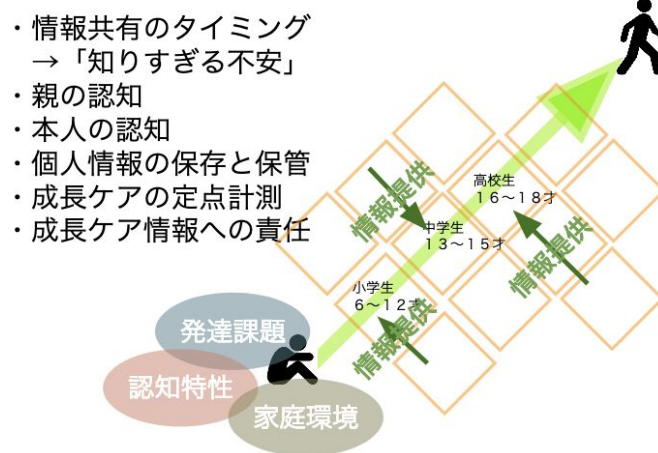 ・情報共有のタイミング
→「知りすぎる不安」
・親の認知
・本人の認知
・個人情報の保存と保管
・成長ケアの定点計測
・成長ケア情報への責任
高校生
１６〜１８才
情報提供
中学生
１３〜１５才
情報提供
小学生
６〜１２才
情報提供
発達課題
認知特性
家庭環境